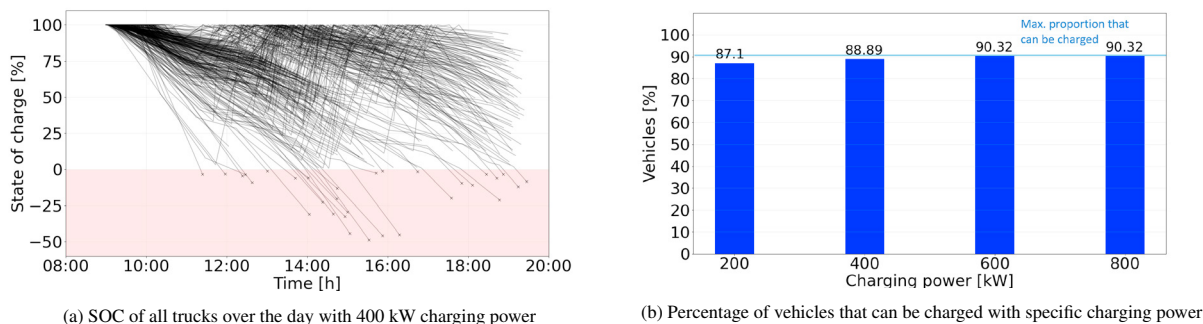 100
75
50
25
0
−25
−50
State of charge [%]
08:00 10:00 12:00 14:00 16:00 18:00 20:00
Time [h]
(a) SOC of all trucks over the day with 400 kW charging power
Max. proportion that
can be charged
87.1 88.89 90.32 90.32
100
90
80
70
60
50
40
30
20
10
0
Vehicles [%]
200 400 600 800
Charging power [kW]
(b) Percentage of vehicles that can be charged with specific charging power